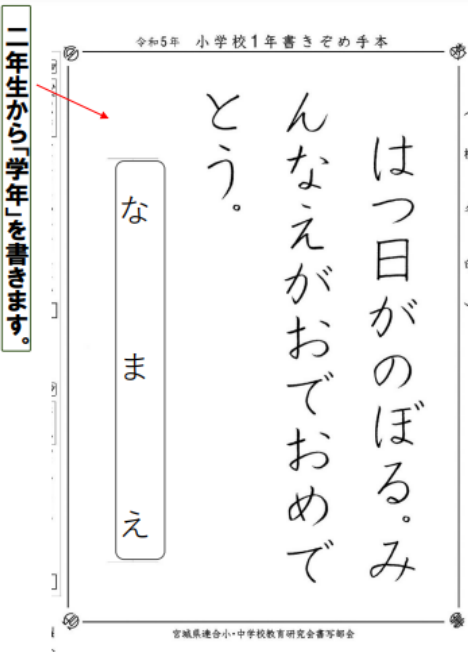 二年生から「学年」を書きます。
令和5年 小学校1年書きぞめ手本
はつ日がのぼる。み
んなえがおでおめで
とう。
なまえ
宮城県連合小・中学校教育研究会書写部会